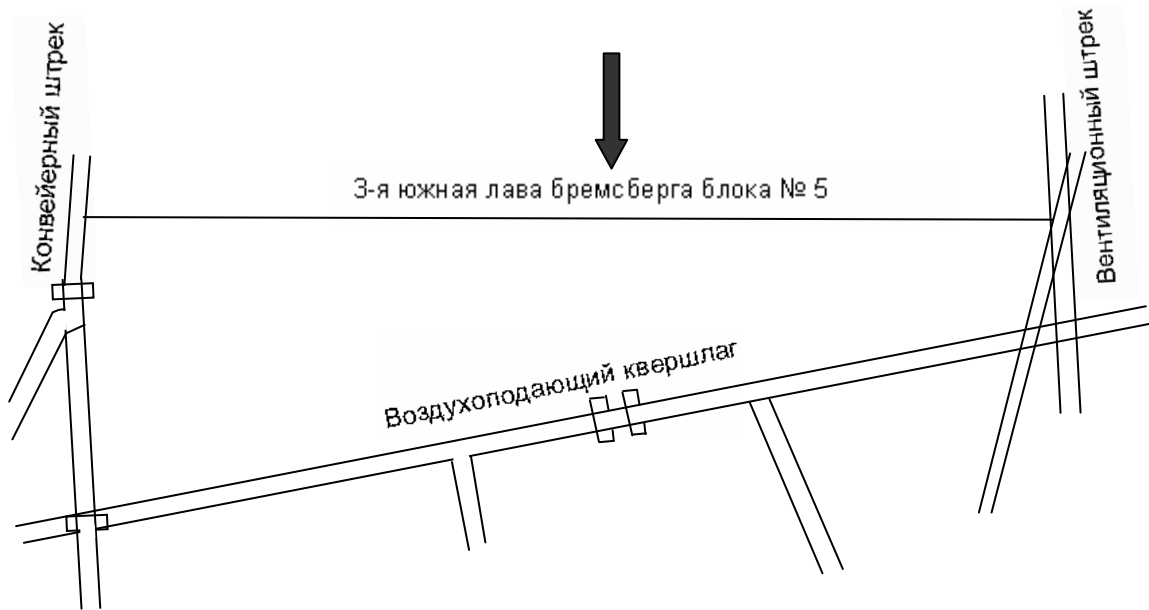 Конвейерный штрек
3-я южная лава бремсберга блока № 5
Вентиляционный штрек
Воздухоподающий квершлаг